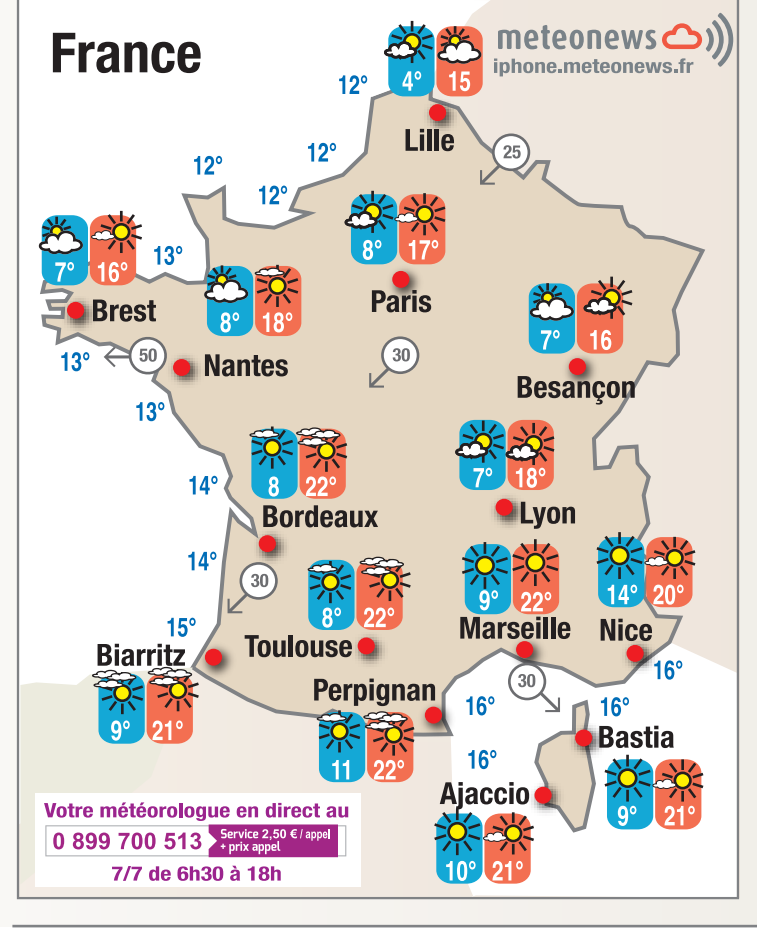 France
meteonews
iphone.meteonews.fr
4° 15
12°
Lille
12°
25
12°
12°
8° 17°
Paris
7° 16°
13°
Brest
8° 18°
7° 16
13°
50
Nantes
30
Besançon
13°
7° 18°
8 22°
14°
Bordeaux
Lyon
14°
30
8° 22°
9° 22°
14° 20°
15°
Toulouse
Marseille
Nice
Biarritz
16°
9° 21°
Perpignan
30
16°
16°
11 22°
Bastia
16°
9° 21°
Ajaccio
10° 21°
Votre météorologue en direct au
0 899 700 513
Service 2,50 € / appel
+ prix appel
7/7 de 6h30 à 18h